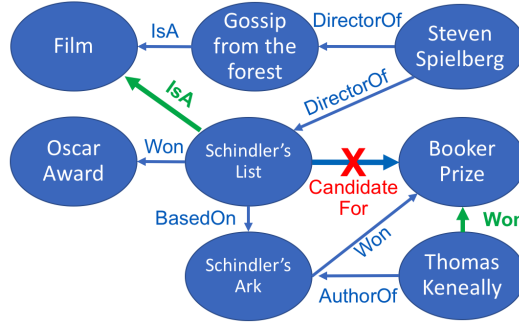 IsA
DirectorOf
Film
Gossip
from the
forest
Steven
Spielberg
IsA
DirectorOf
Oscar
Award
Won
Schindler's
List
X
Candidate
For
Booker
Prize
BasedOn
Won
Won
Schindler's
Ark
AuthorOf
Thomas
Keneally